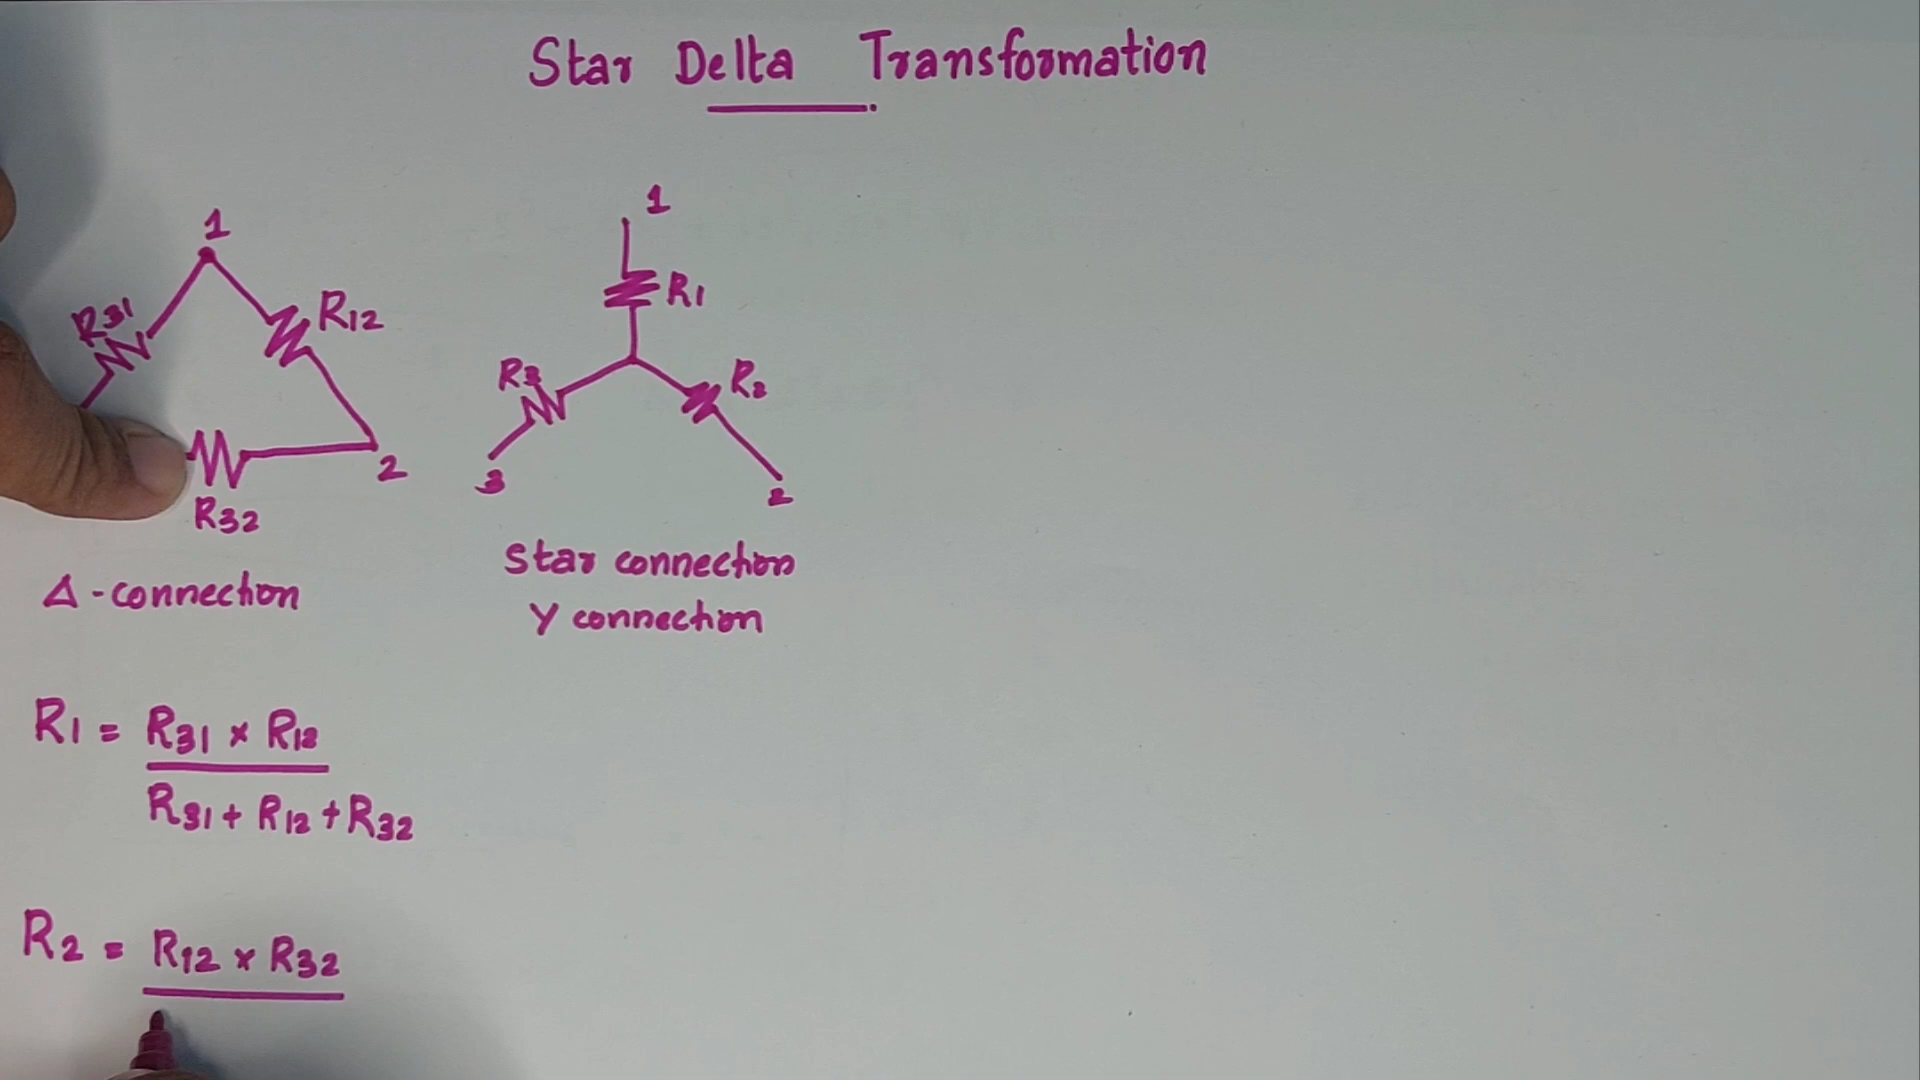 Star Delta Transformation
1
R31
R12
2
R32
Δ-connection
1
R1
R3
R2
3
2
Star connection
Y connection
R1 = R31 × R12
R31 + R12 + R32
R2 = R12 × R32